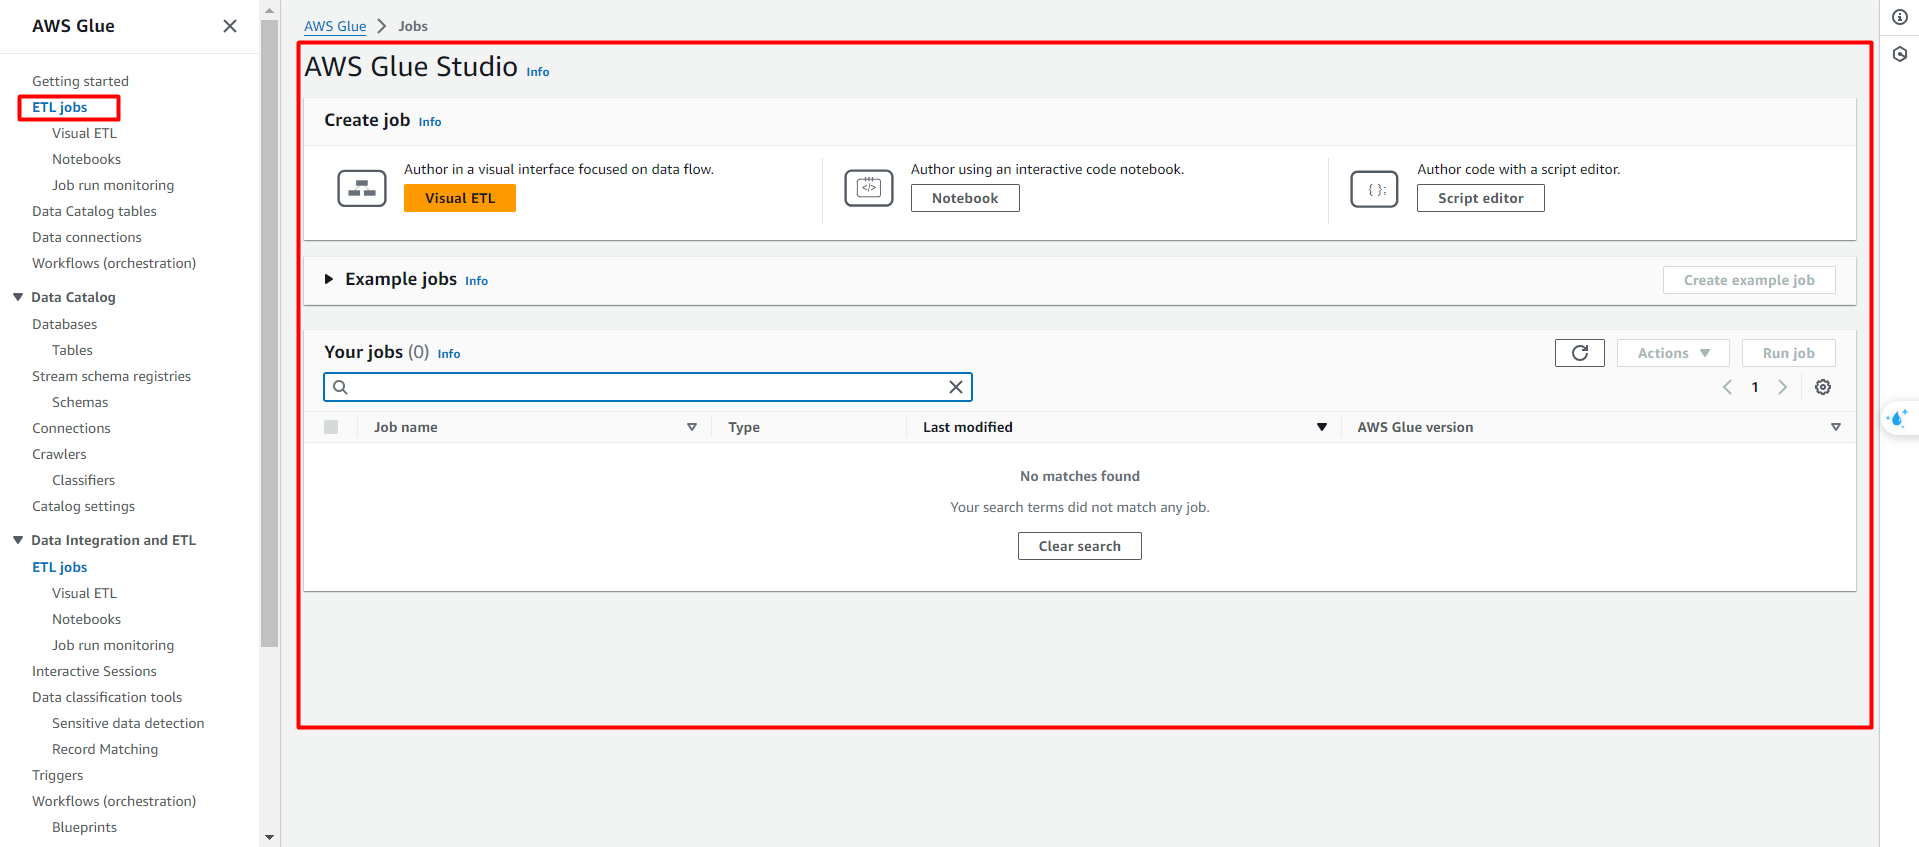 AWS Glue
Getting started
ETL jobs
Visual ETL
Notebooks
Job run monitoring
Data Catalog tables
Data connections
Workflows (orchestration)
Data Catalog
Databases
Tables
Stream schema registries
Schemas
Connections
Crawlers
Classifiers
Catalog settings
Data Integration and ETL
ETL jobs
Visual ETL
Notebooks
Job run monitoring
Interactive Sessions
Data classification tools
Sensitive data detection
Record Matching
Triggers
Workflows (orchestration)
Blueprints
AWS Glue > Jobs
AWS Glue Studio Info
Create job Info
Author in a visual interface focused on data flow.
Visual ETL
Author using an interactive code notebook.
Notebook
Author code with a script editor.
Script editor
Example jobs Info
Create example job
Your jobs (0) Info
Actions
Run job
1
Job name
Type
Last modified
AWS Glue version
No matches found
Your search terms did not match any job.
Clear search